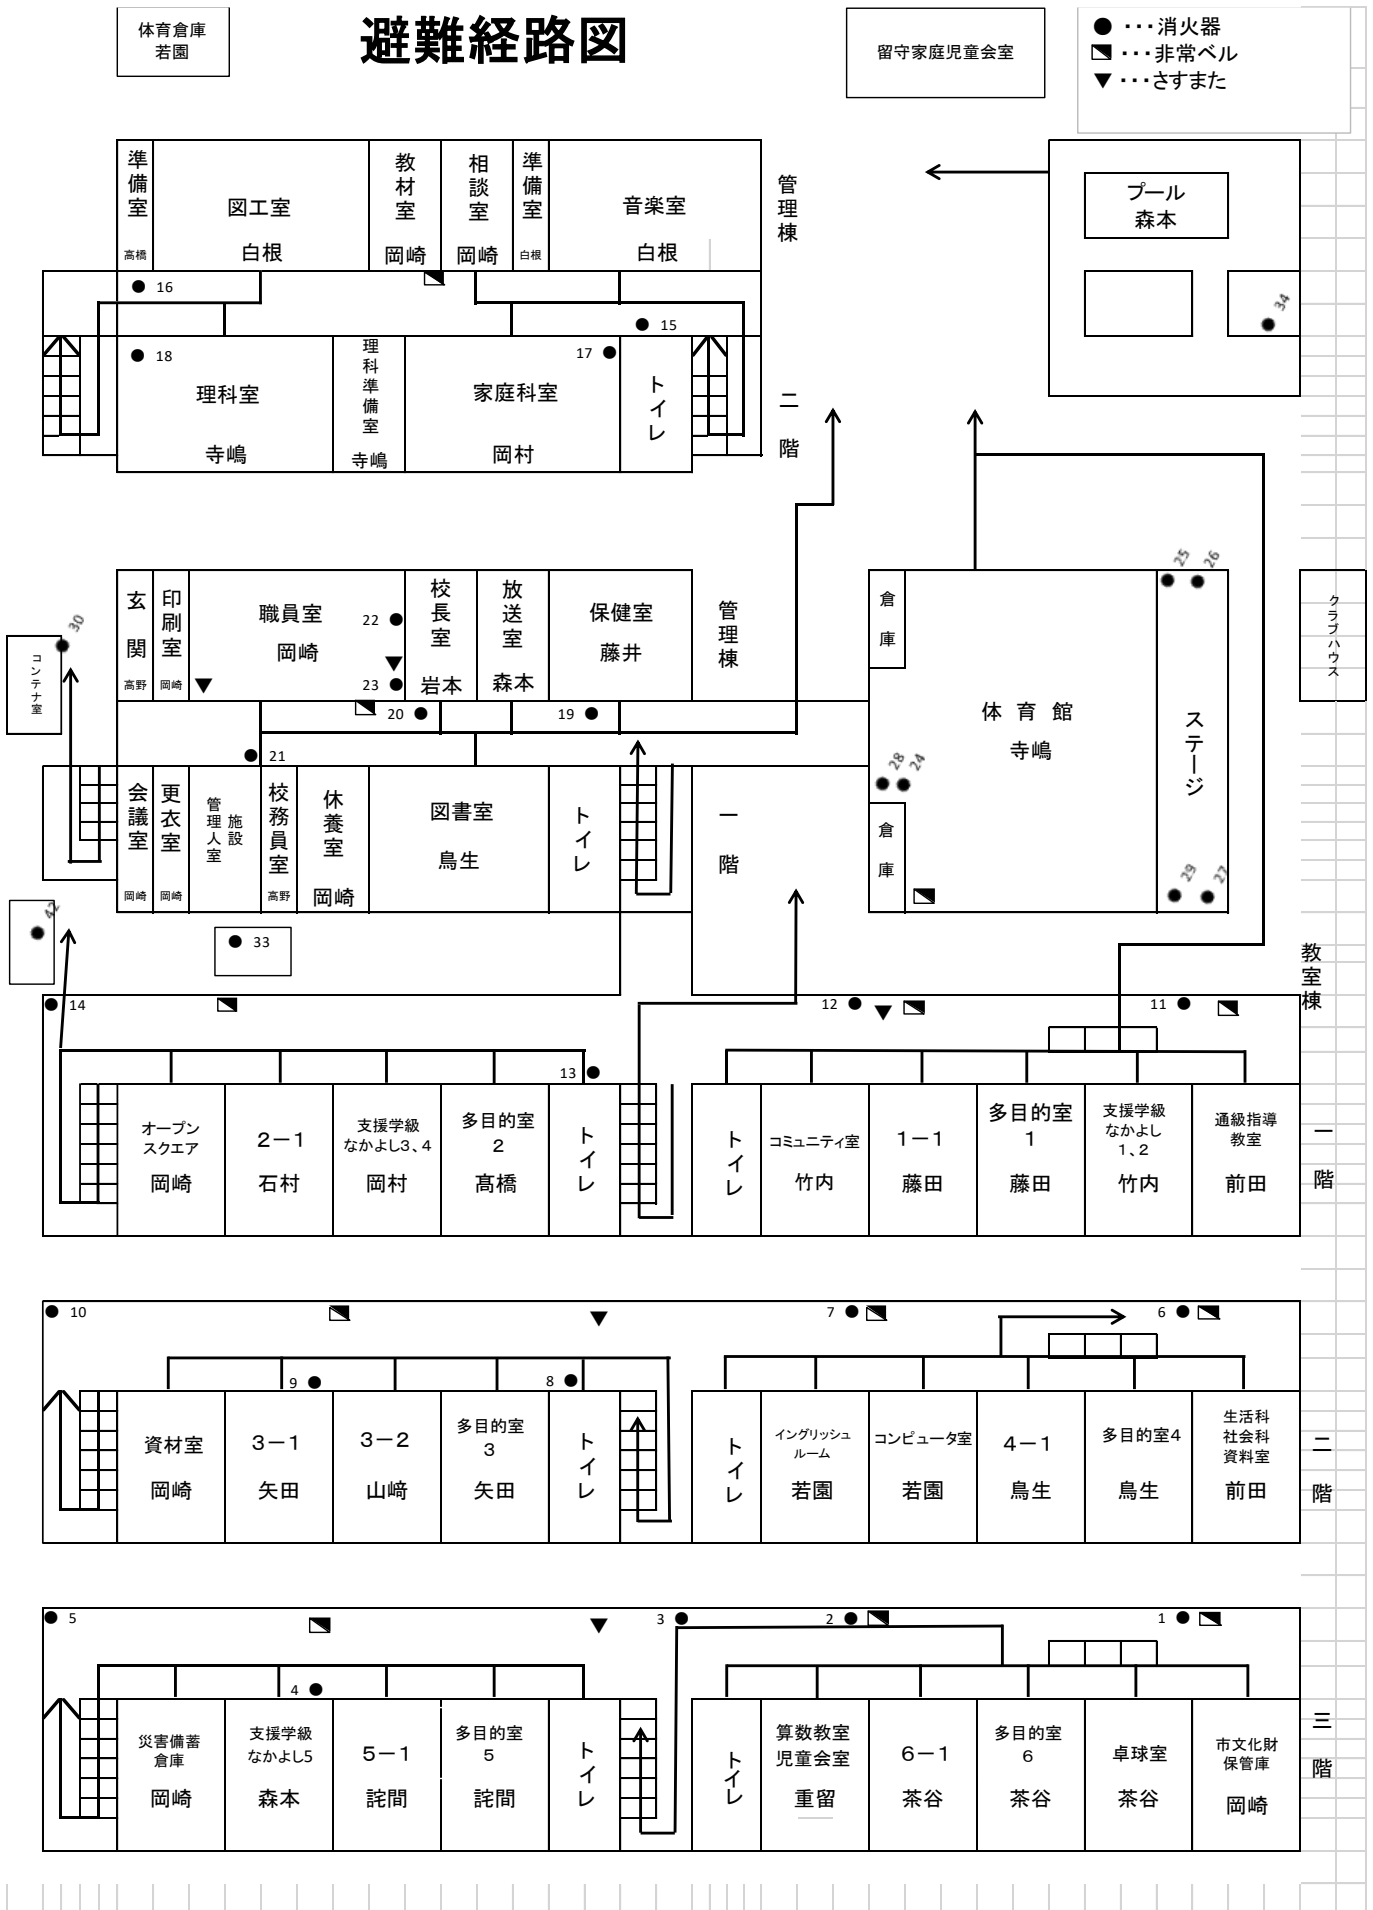 体育倉庫
若園
避難経路図
留守家庭児童会室
●・・・消火器
・・・非常ベル
▼・・・さすまた
準備室
高橋
図工室
白根
教材室
岡崎
相談室
岡崎
準備室
白根
音楽室
白根
管理棟
プール
森本
34
16
15
18
理科室
寺嶋
理科準備室
寺嶋
17
家庭科室
岡村
トイレ
二階
玄関
高野
印刷室
岡崎
職員室
岡崎
22
23
校長室
岩本
放送室
森本
保健室
藤井
管理棟
30
コンテナ室
20
19
21
会議室
岡崎
更衣室
岡崎
施設
管理人室
校務員室
高野
休養室
岡崎
図書室
鳥生
トイレ
一階
倉庫
体育館
寺嶋
倉庫
28
24
25
26
ステージ
29
27
クラブハウス
42
33
教室棟
14
12
11
13
オープン
スクエア
岡崎
2－1
石村
支援学級
なかよし3、4
岡村
多目的室
2
髙橋
トイレ
トイレ
コミュニティ室
竹内
1－1
藤田
多目的室
1
藤田
支援学級
なかよし
1、2
竹内
通級指導
教室
前田
一階
10
7
6
9
8
資材室
岡崎
3－1
矢田
3－2
山﨑
多目的室
3
矢田
トイレ
トイレ
イングリッシュ
ルーム
若園
コンピュータ室
若園
4－1
鳥生
多目的室4
鳥生
生活科
社会科
資料室
前田
二階
5
3
2
1
4
災害備蓄
倉庫
岡崎
支援学級
なかよし5
森本
5－1
詫間
多目的室
5
詫間
トイレ
トイレ
算数教室
児童会室
重留
6－1
茶谷
多目的室
6
茶谷
卓球室
茶谷
市文化財
保管庫
岡崎
三階